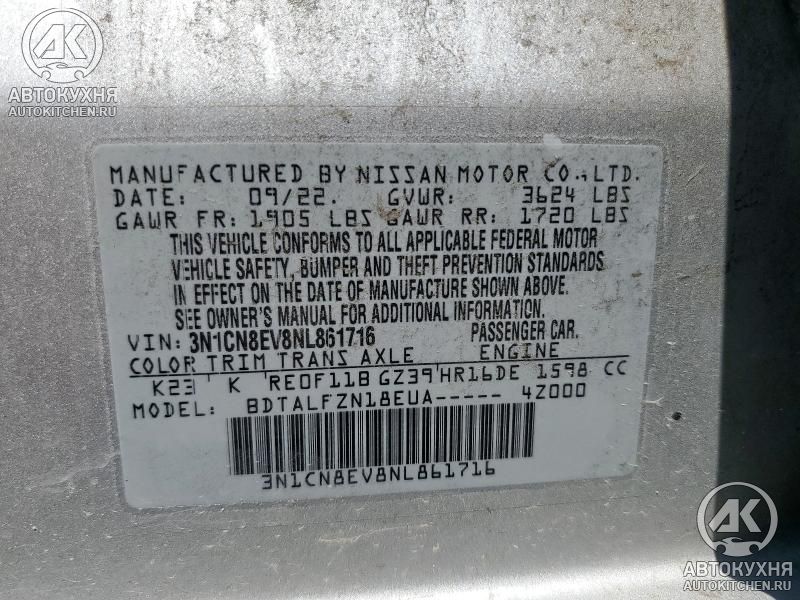 AK
АВТОКУХНЯ
AUTOKITCHEN.RU
MANUFACTURED BY NISSAN MOTOR CO., LTD.
DATE: 09/22. GVWR: 3624 LBS
GAWR FR: 1905 LBS GAWR RR: 1720 LBS
THIS VEHICLE CONFORMS TO ALL APPLICABLE FEDERAL MOTOR
VEHICLE SAFETY, BUMPER AND THEFT PREVENTION STANDARDS
IN EFFECT ON THE DATE OF MANUFACTURE SHOWN ABOVE.
SEE OWNER'S MANUAL FOR ADDITIONAL INFORMATION.
VIN: 3N1CN8EV8NL861716 PASSENGER CAR.
COLOR TRIM TRANS AXLE ENGINE
K23 K RE0F11B GZ39 HR16DE 1598 CC
MODEL: BDTALFZN18EUA----- 4Z000
3N1CN8EV8NL861716
AK
АВТОКУХНЯ
AUTOKITCHEN.RU